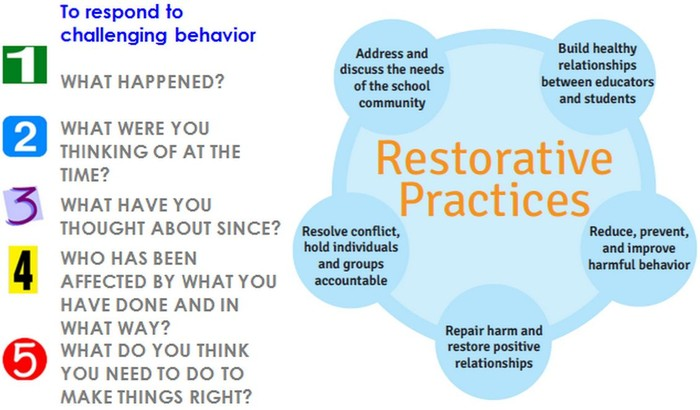 To respond to
challenging behavior
1
WHAT HAPPENED?
2
WHAT WERE YOU
THINKING OF AT THE
TIME?
3
WHAT HAVE YOU
THOUGHT ABOUT SINCE?
4
WHO HAS BEEN
AFFECTED BY WHAT YOU
HAVE DONE AND IN
WHAT WAY?
5
WHAT DO YOU THINK
YOU NEED TO DO TO
MAKE THINGS RIGHT?
Restorative
Practices
Address and
discuss the needs
of the school
community
Build healthy
relationships
between educators
and students
Reduce, prevent,
and improve
harmful behavior
Repair harm and
restore positive
relationships
Resolve conflict,
hold individuals
and groups
accountable